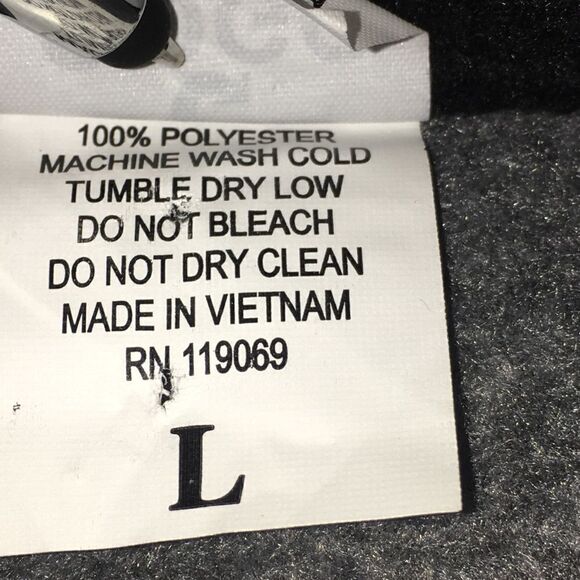 100% POLYESTER
MACHINE WASH COLD
TUMBLE DRY LOW
DO NOT BLEACH
DO NOT DRY CLEAN
MADE IN VIETNAM
RN 119069
L